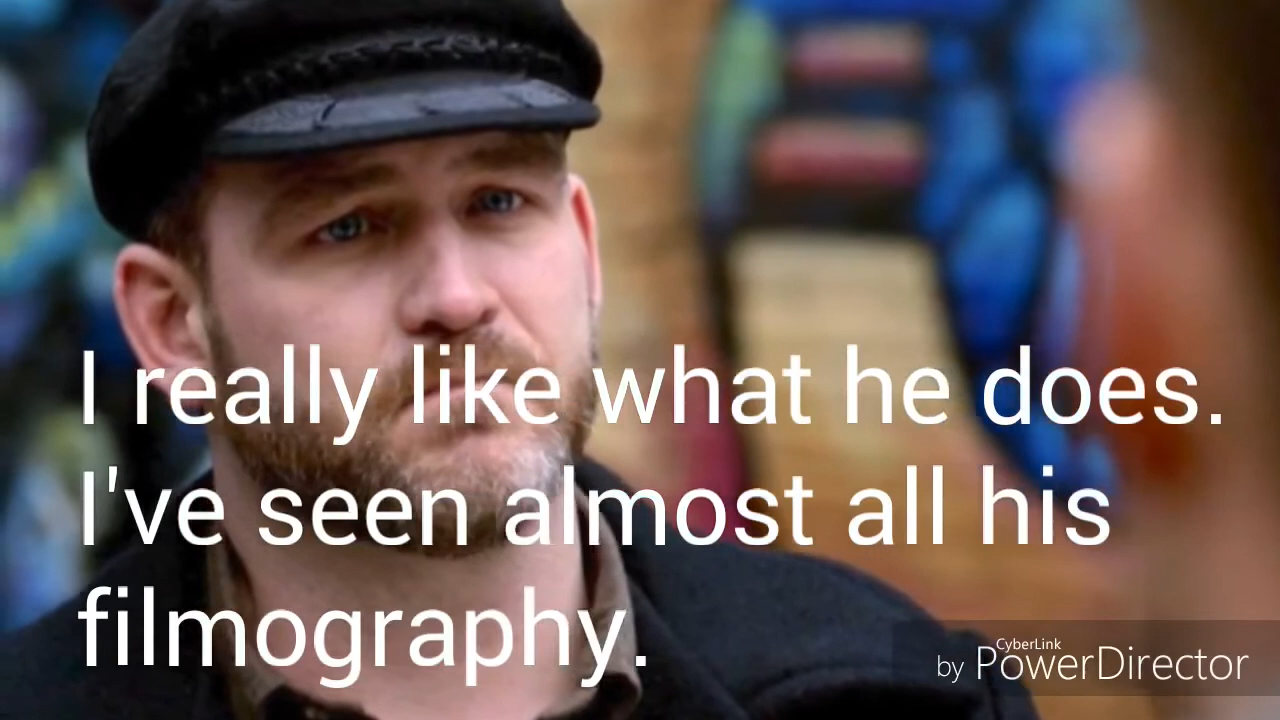 I really like what he does.
I've seen almost all his
filmography.
CyberLink
by PowerDirector